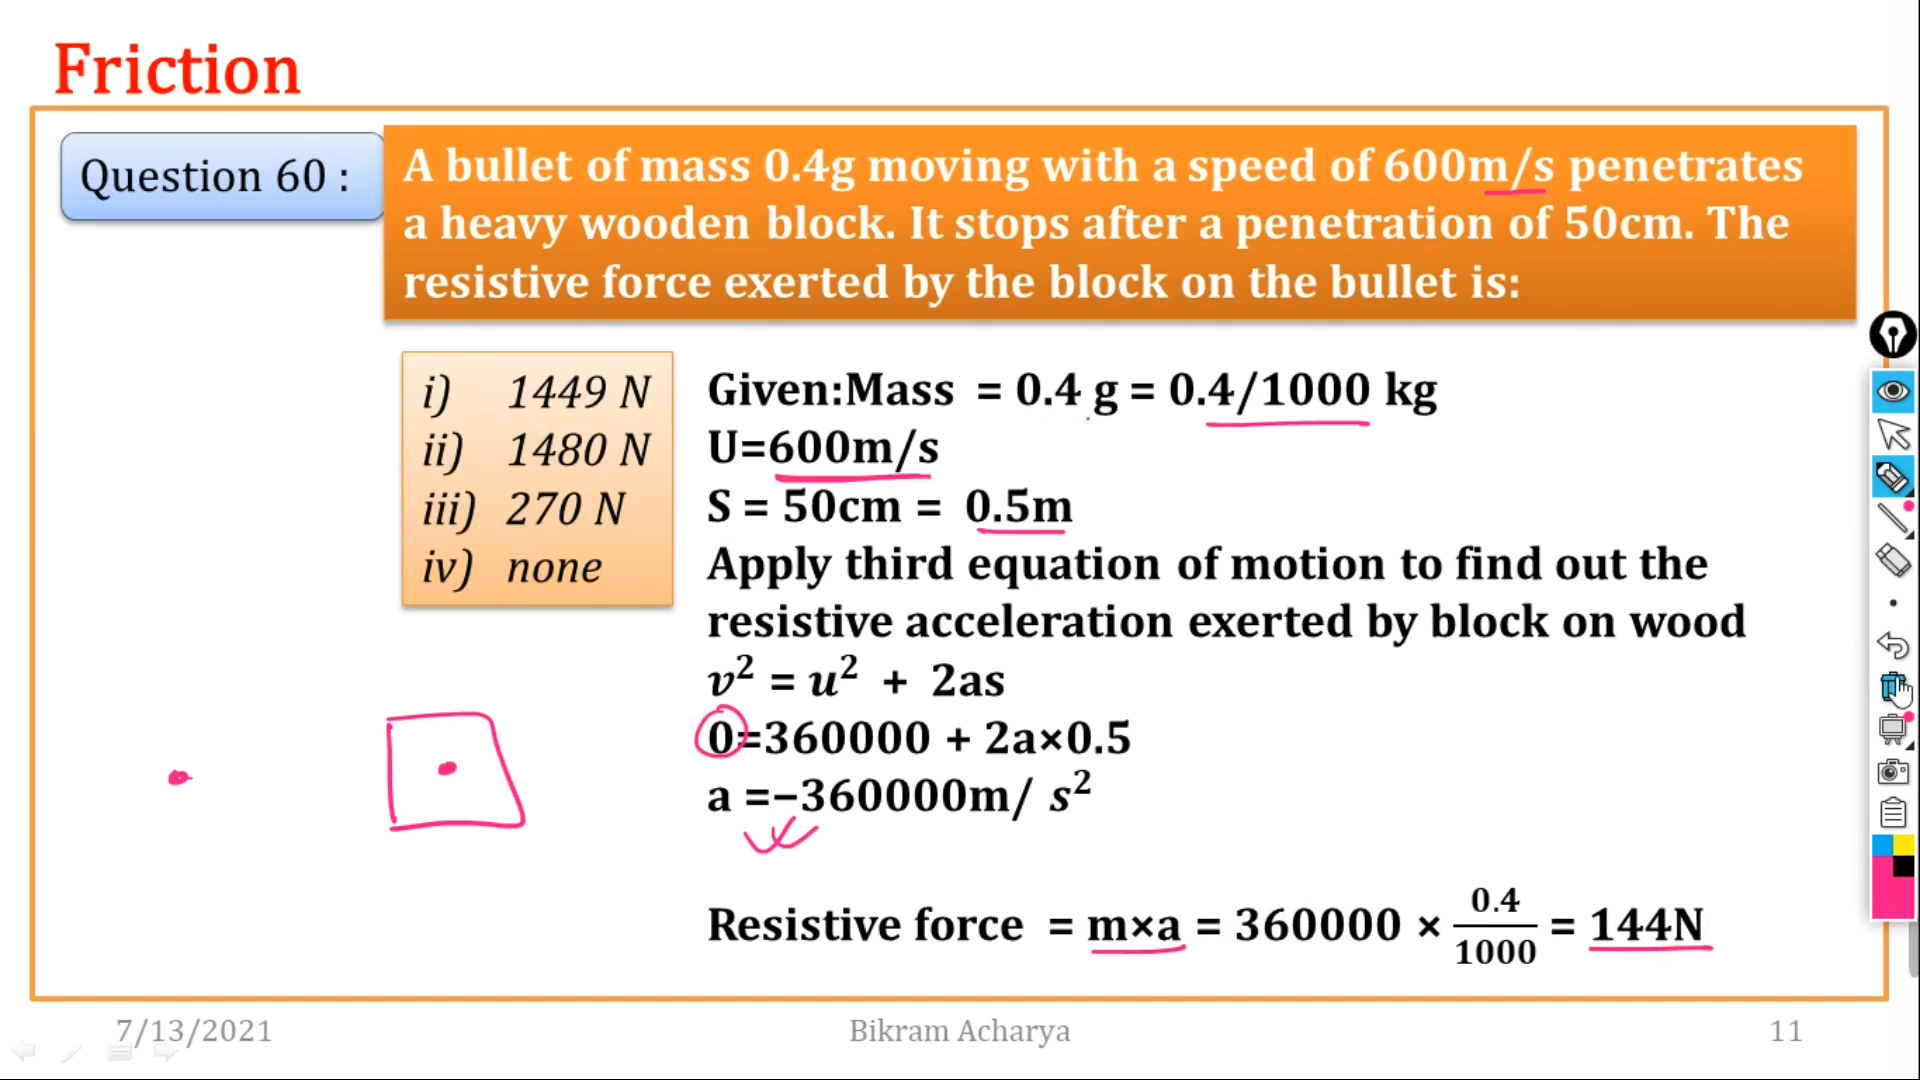 Friction
Question 60 :
A bullet of mass 0.4g moving with a speed of 600m/s penetrates
a heavy wooden block. It stops after a penetration of 50cm. The
resistive force exerted by the block on the bullet is:
i) 1449 N
ii) 1480 N
iii) 270 N
iv) none
Given:Mass = 0.4 g = 0.4/1000 kg
U=600m/s
S = 50cm = 0.5m
Apply third equation of motion to find out the
resistive acceleration exerted by block on wood
v² = u² + 2as
0=360000 + 2a×0.5
a =−360000m/ s²
Resistive force = m×a = 360000 × 0.4/1000 = 144N
7/13/2021
Bikram Acharya
11